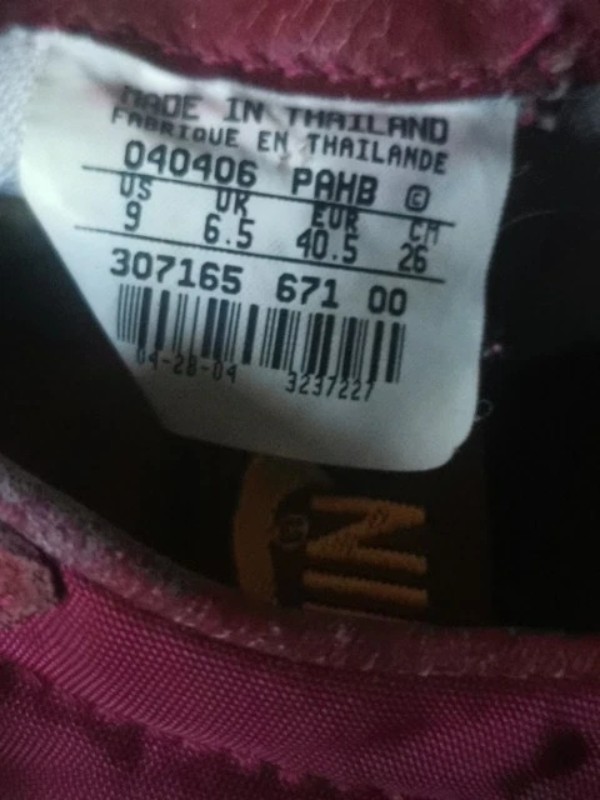 MADE IN THAILAND
FABRIQUE EN THAILANDE
040406 PAHB ©
US UK EUR CM
9 6.5 40.5 26
307165 671 00
04-28-04 3237227